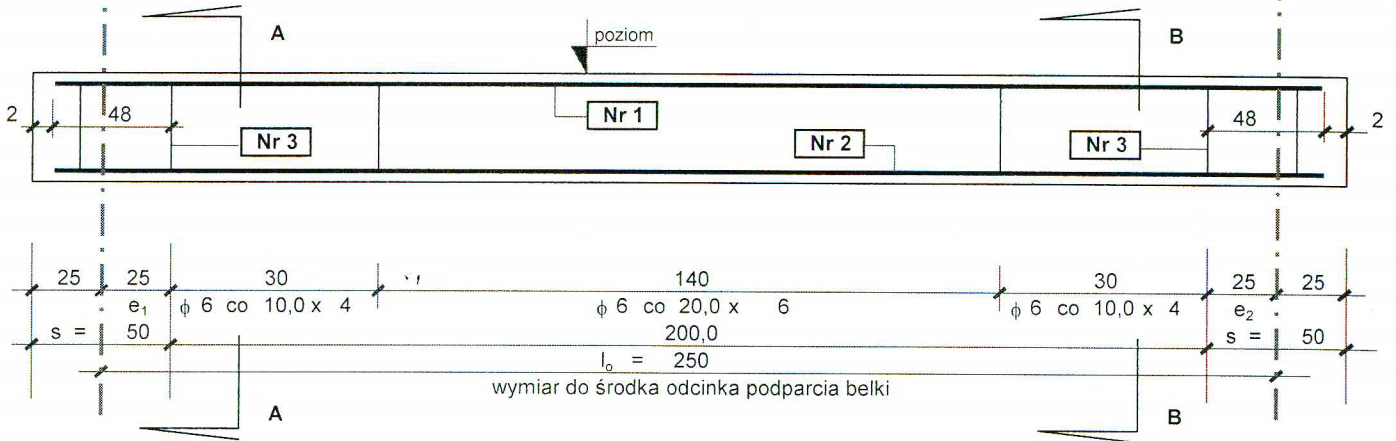 A
B
poziom
2
48
Nr 1
48
2
Nr 3
Nr 2
Nr 3
25 25 30 140 30 25 25
e₁ ϕ 6 co 10,0 x 4 ϕ 6 co 20,0 x 6 ϕ 6 co 10,0 x 4 e₂
s = 50 200,0 s = 50
lₒ = 250
wymiar do środka odcinka podparcia belki
A
B